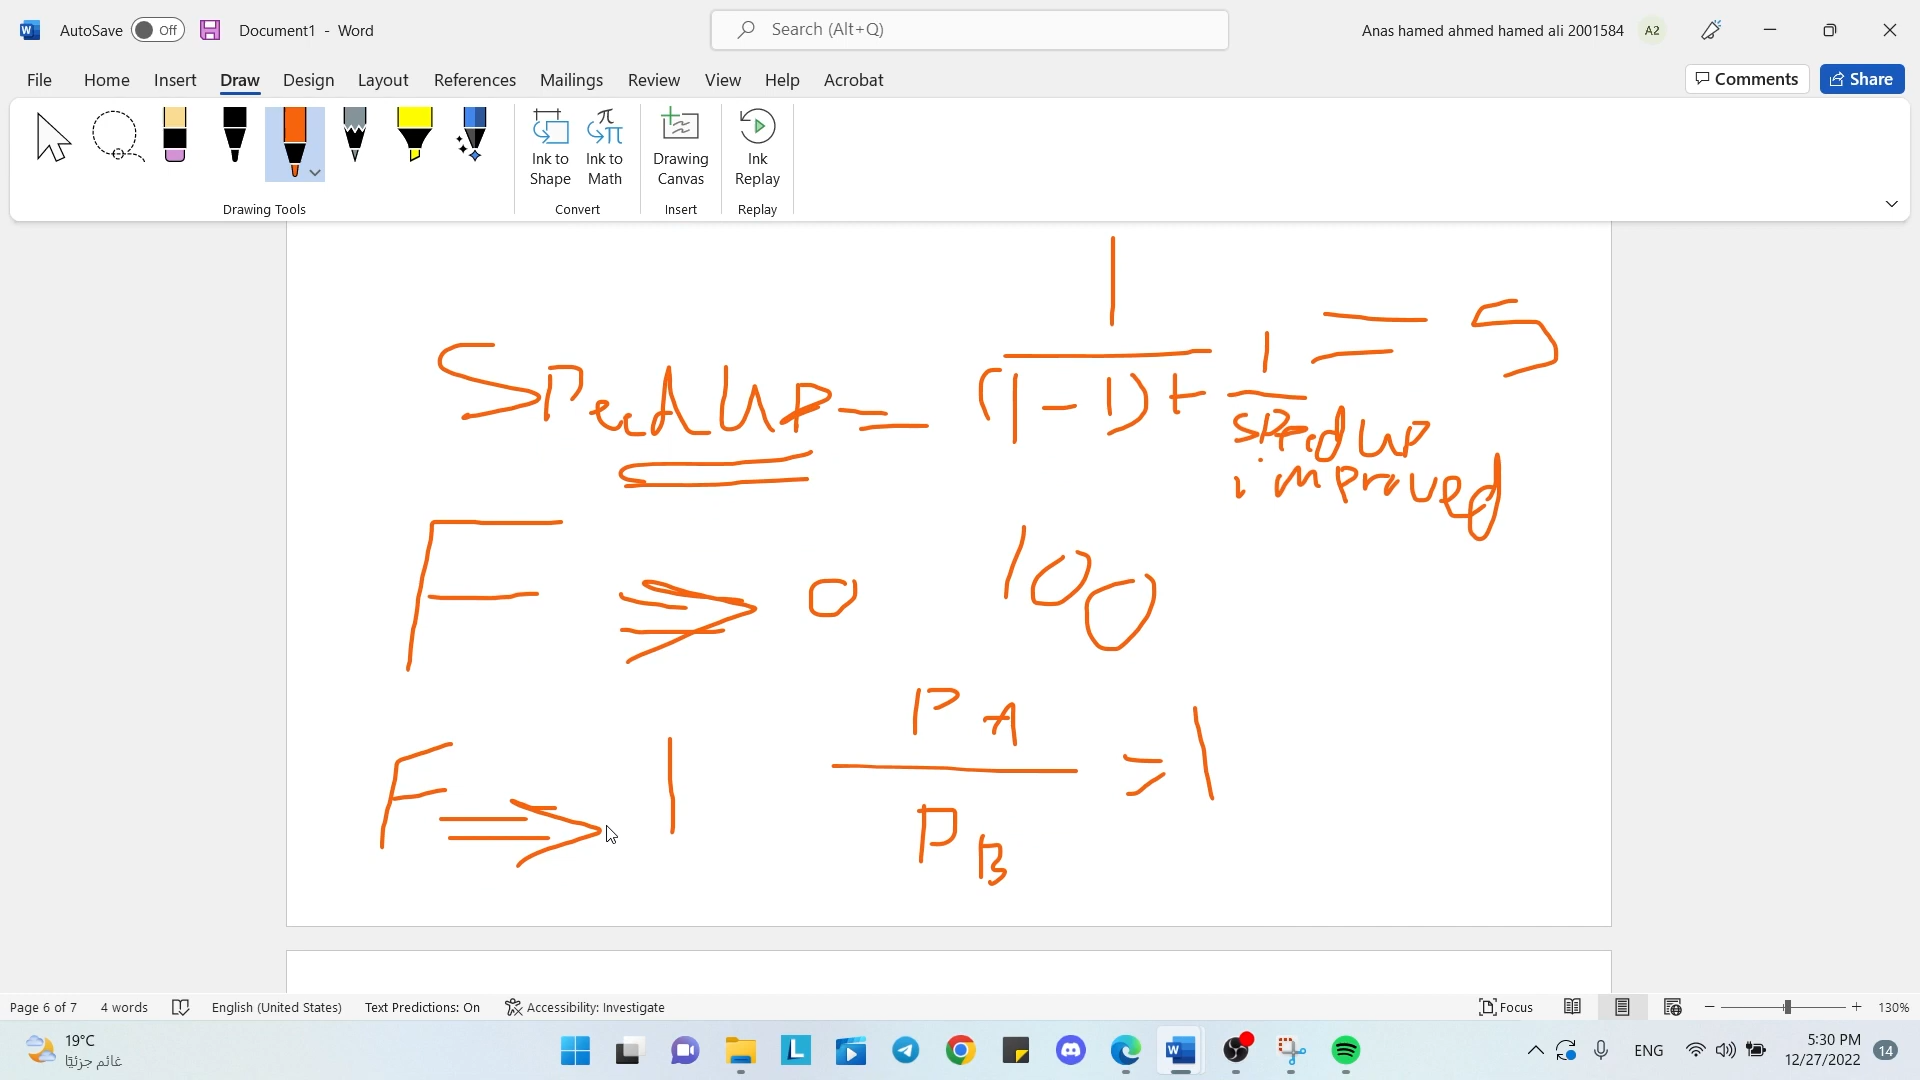 AutoSave Off Document1 - Word Search (Alt+Q) Anas hamed ahmed hamed ali 2001584 A2
File Home Insert Draw Design Layout References Mailings Review View Help Acrobat Comments Share
Ink to Shape Ink to Math Drawing Canvas Ink Replay
Drawing Tools Convert Insert Replay
1
SPeedUP = (1-1)+ 1 = 5
speed up
improved
F => 0 100
F => 1 PA = 1
PB
Page 6 of 7 4 words English (United States) Text Predictions: On Accessibility: Investigate Focus 130%
19°C ENG 5:30 PM
غائم جزئيًا 12/27/2022 14